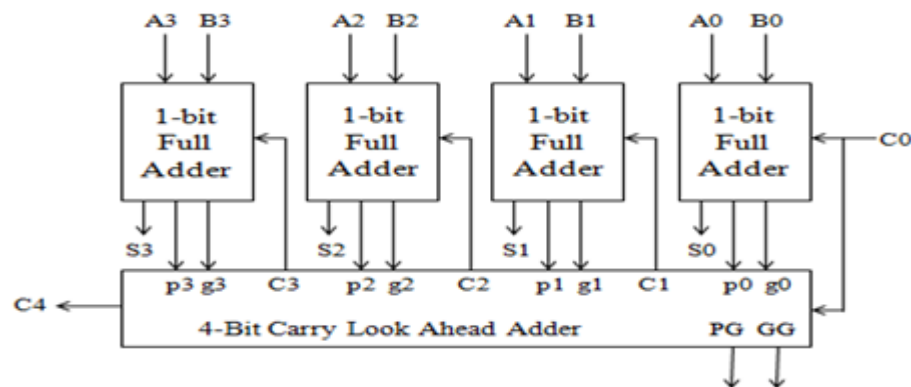 A3 B3 A2 B2 A1 B1 A0 B0
1-bit 1-bit 1-bit 1-bit
Full Full Full Full C0
Adder Adder Adder Adder
S3 S2 S1 S0
p3 g3 C3 p2 g2 C2 p1 g1 C1 p0 g0
C4
4-Bit Carry Look Ahead Adder PG GG